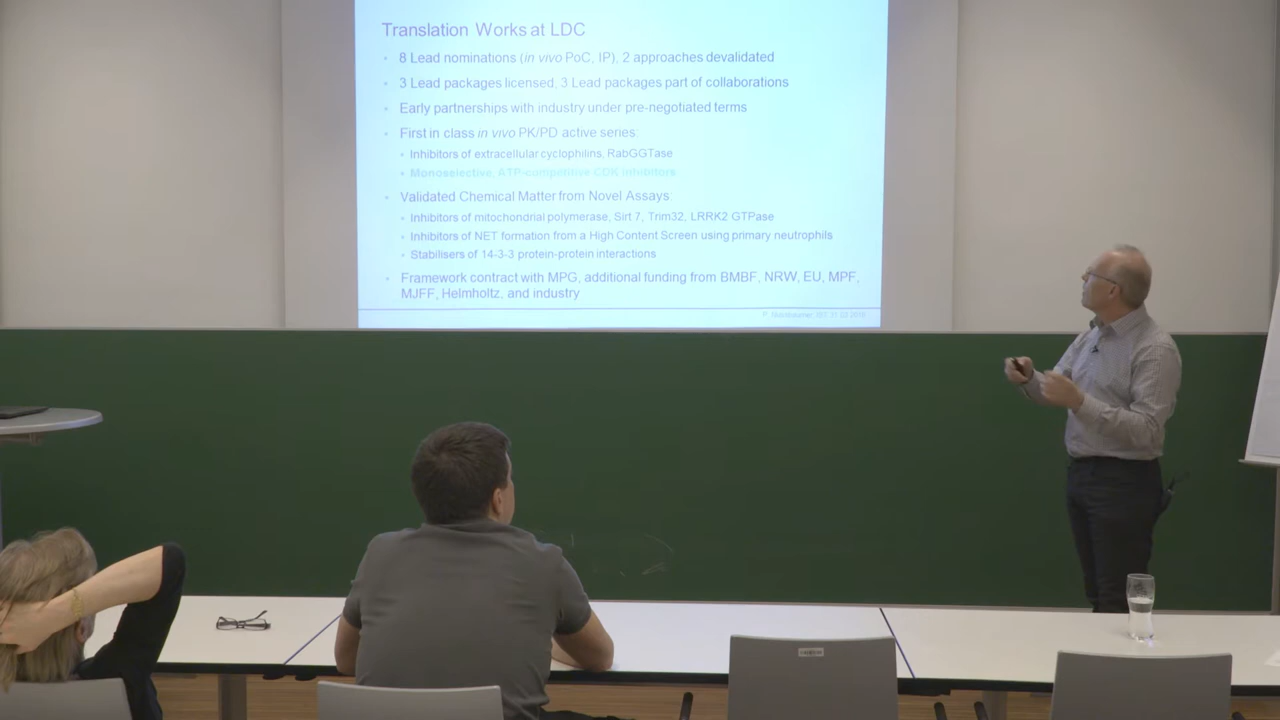 Translation Works at LDC
• 8 Lead nominations (in vivo PoC, IP), 2 approaches devalidated
• 3 Lead packages licensed, 3 Lead packages part of collaborations
• Early partnerships with industry under pre-negotiated terms
• First in class in vivo PK/PD active series:
• Inhibitors of extracellular cyclophilins, RabGGTase
• Monoselective, ATP-competitive CDK inhibitors
• Validated Chemical Matter from Novel Assays:
• Inhibitors of mitochondrial polymerase, Sirt 7, Trim32, LRRK2 GTPase
• Inhibitors of NET formation from a High Content Screen using primary neutrophils
• Stabilisers of 14-3-3 protein-protein interactions
• Framework contract with MPG, additional funding from BMBF, NRW, EU, MPF,
MJFF, Helmholtz, and industry